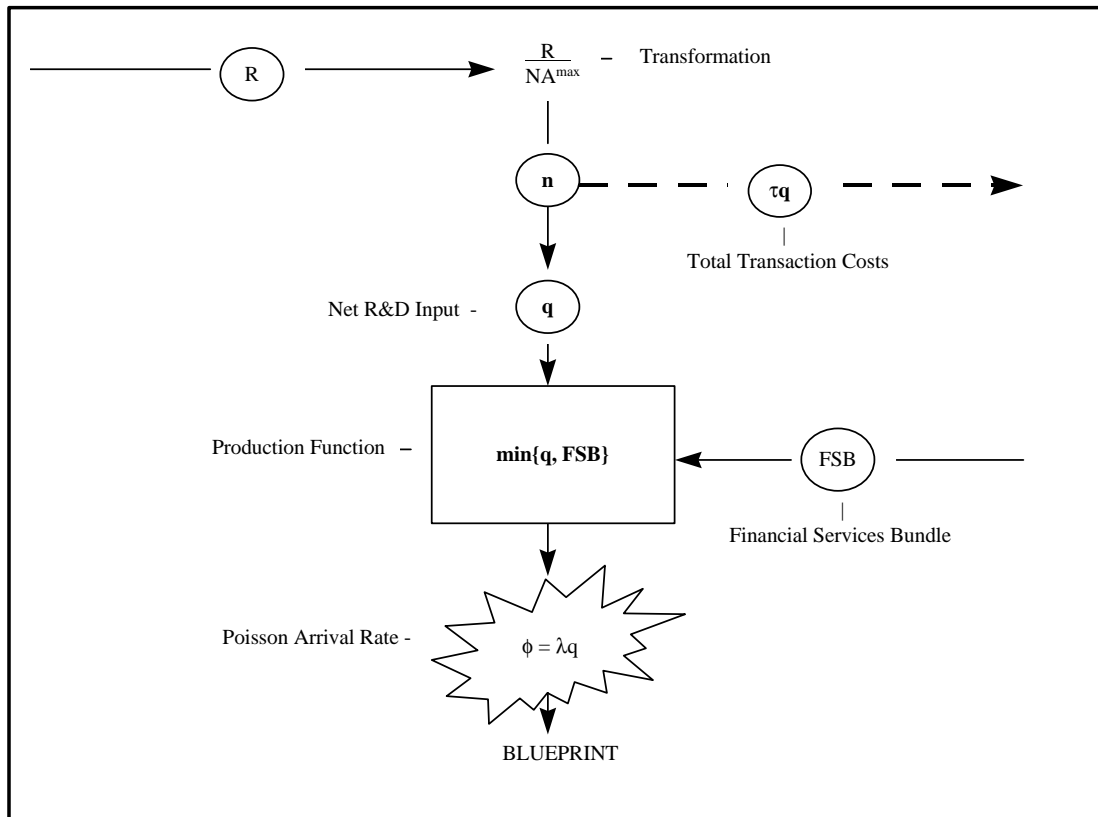 R
R
NA^max
– Transformation
n
τq
Total Transaction Costs
Net R&D Input -
q
Production Function –
min{q, FSB}
FSB
Financial Services Bundle
Poisson Arrival Rate -
ϕ = λq
BLUEPRINT